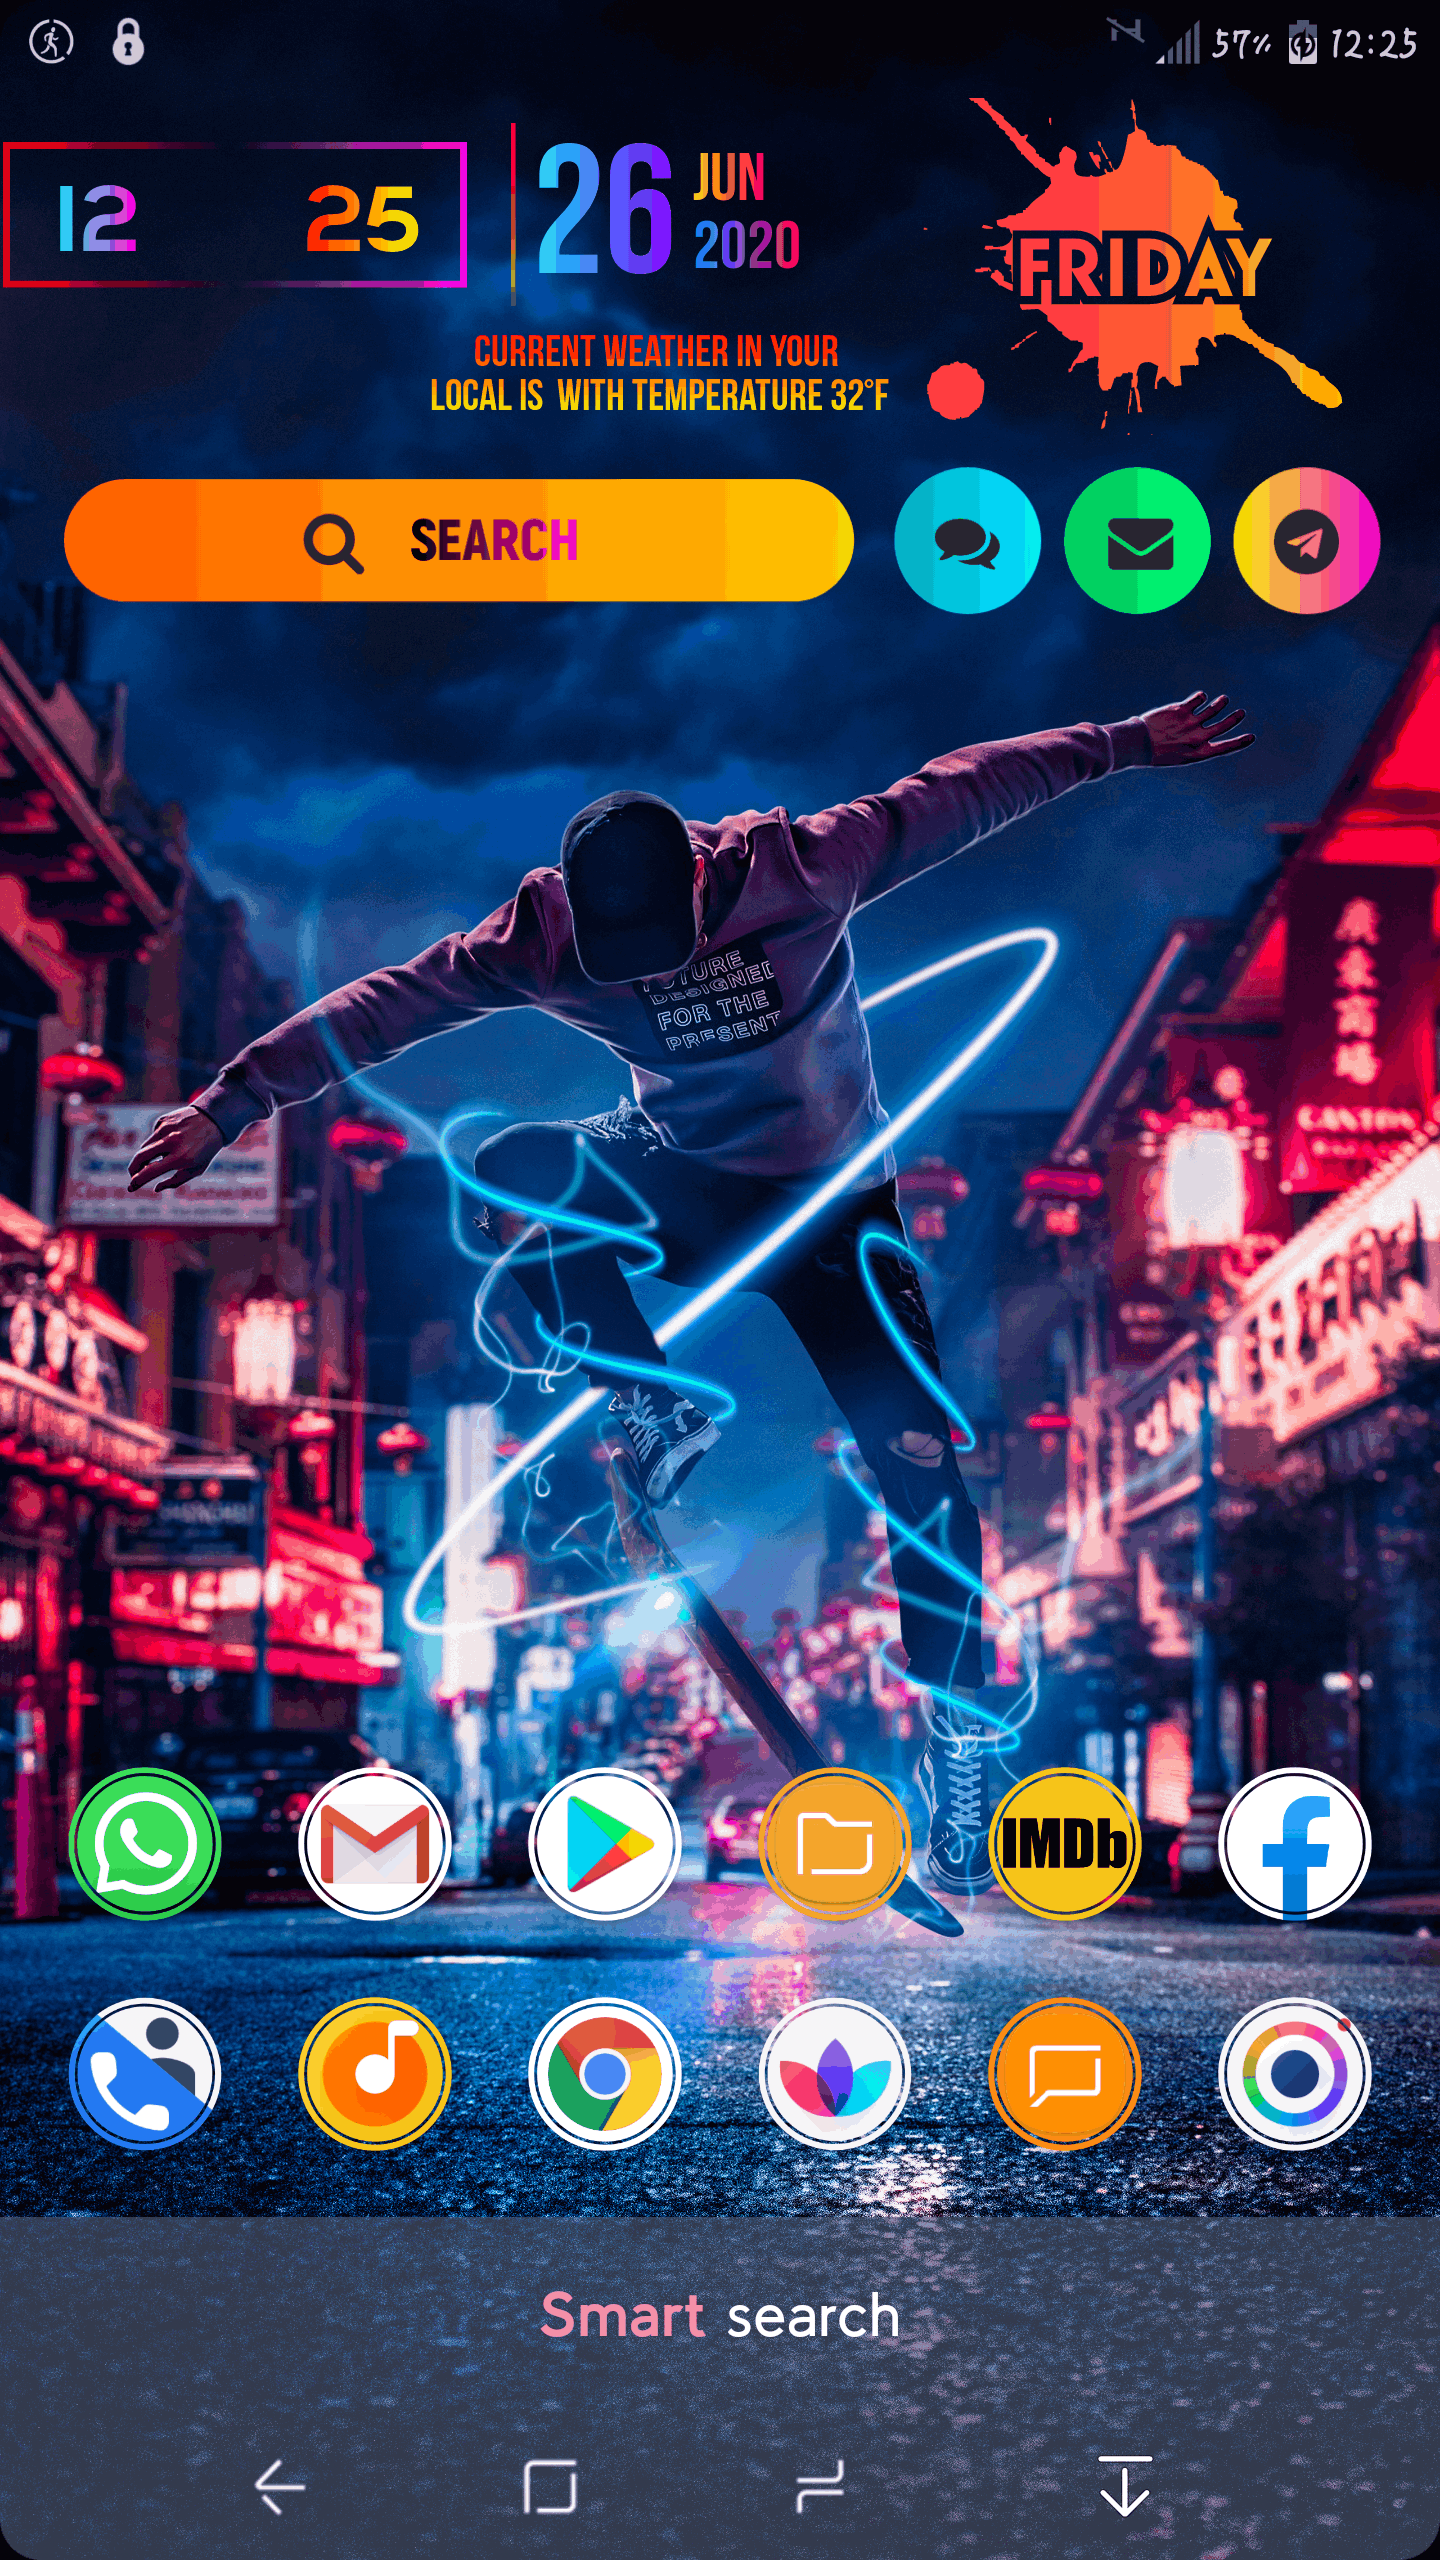 57% 12:25
12 25
26 JUN
2020
FRIDAY
CURRENT WEATHER IN YOUR
LOCAL IS WITH TEMPERATURE 32°F
SEARCH
FUTURE
DESIGNED
FOR THE
PRESENT
CANTON
IMDb
Smart search